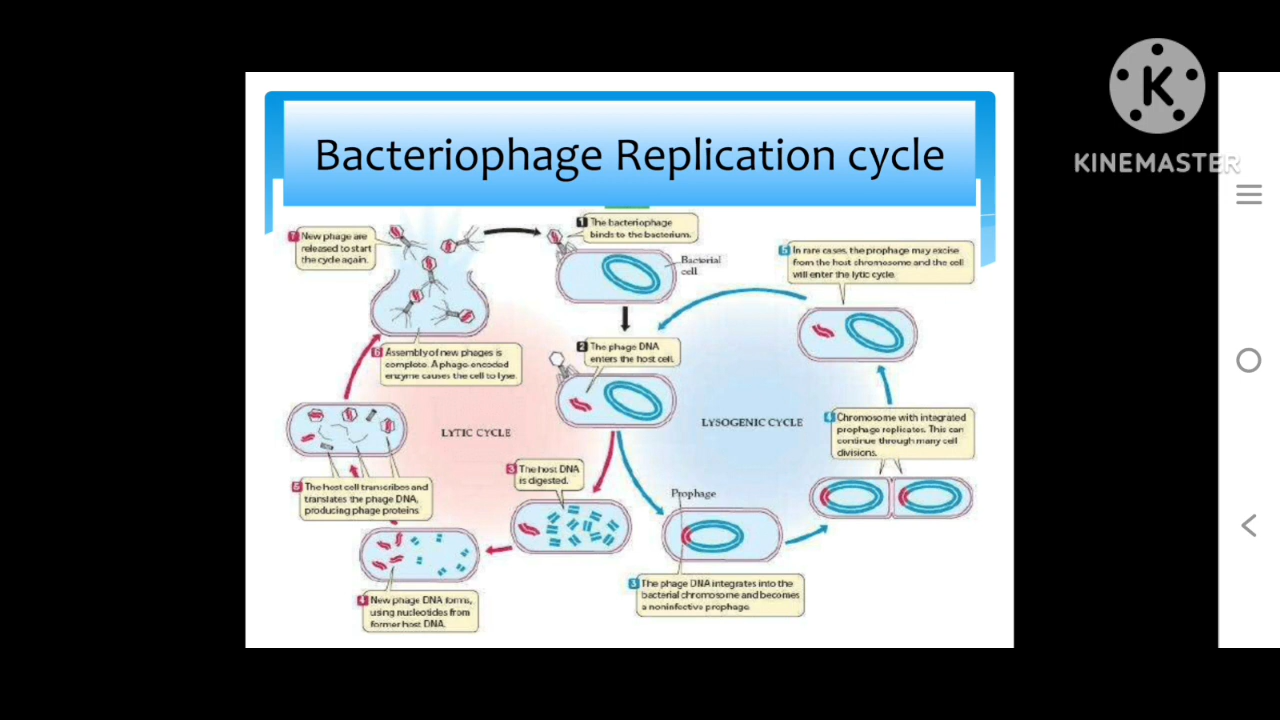 Bacteriophage Replication cycle
K
KINEMASTER
1 The bacteriophage
binds to the bacterium.
Bacterial
cell
2 The phage DNA
enters the host cell.
LYTIC CYCLE
3 The host DNA
is digested.
4 New phage DNA forms,
using nucleotides from
former host DNA.
5 The host cell transcribes and
translates the phage DNA,
producing phage proteins
6 Assembly of new phages is
complete. A phage-encoded
enzyme causes the cell to lyse.
7 New phage are
released to start
the cycle again.
LYSOGENIC CYCLE
Prophage
3 The phage DNA integrates into the
bacterial chromosome and becomes
a noninfective prophage.
4 Chromosome with integrated
prophage replicates. This can
continue through many cell
divisions.
5 In rare cases, the prophage may excise
from the host chromosome and the cell
will enter the lytic cycle.